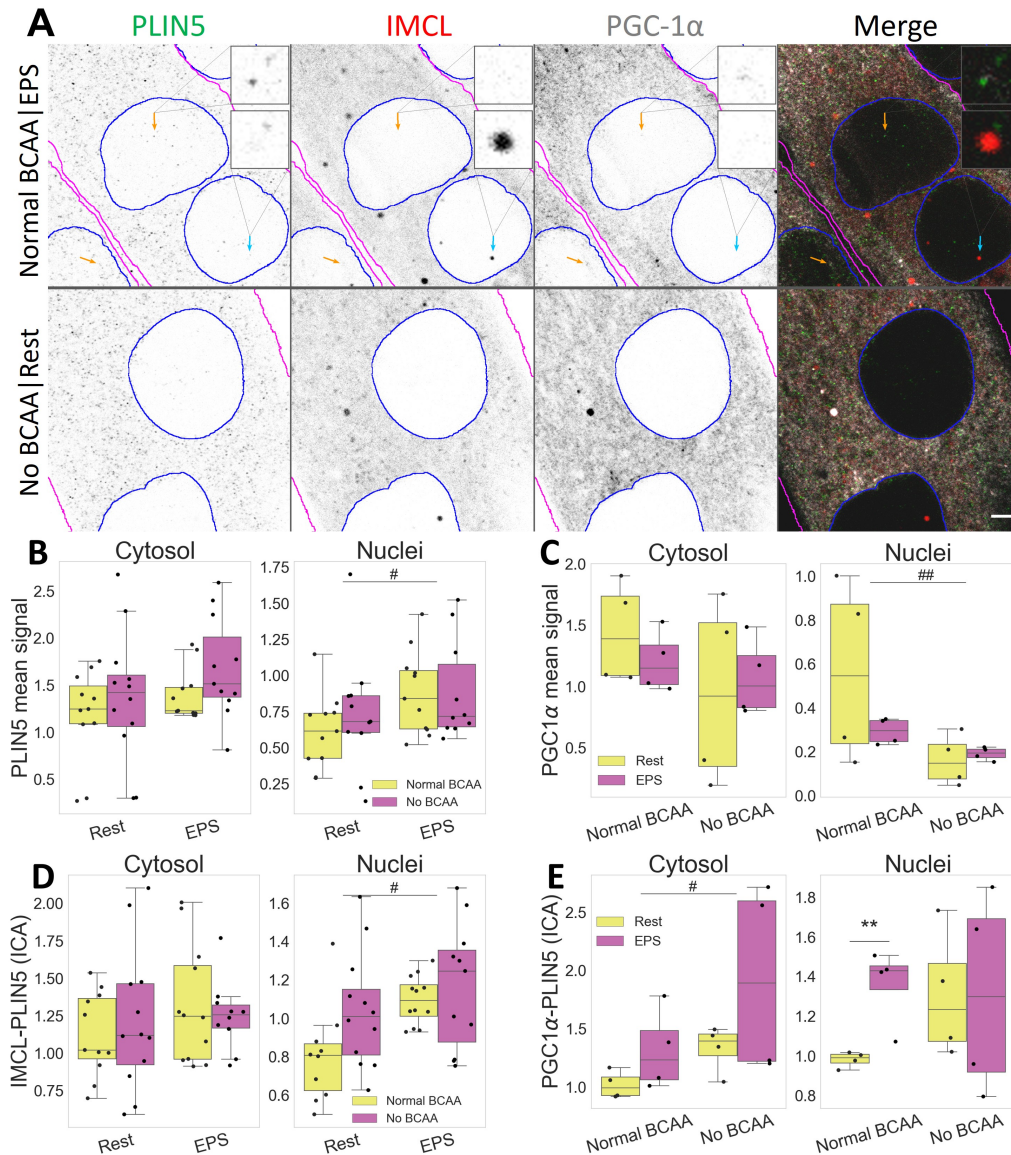 A
PLIN5 IMCL PGC-1α Merge
Normal BCAA|EPS
No BCAA|Rest
B
Cytosol Nuclei
PLIN5 mean signal
2.5
2.0
1.5
1.0
0.5
1.75
1.50
1.25
1.00
0.75
0.50
0.25
#
Normal BCAA
No BCAA
Rest EPS Rest EPS
C
Cytosol Nuclei
PGC1α mean signal
2.0
1.5
1.0
0.5
1.0
0.8
0.6
0.4
0.2
0.0
##
Rest
EPS
Normal BCAA No BCAA Normal BCAA No BCAA
D
Cytosol Nuclei
IMCL-PLIN5 (ICA)
2.00
1.75
1.50
1.25
1.00
0.75
1.6
1.4
1.2
1.0
0.8
0.6
#
Normal BCAA
No BCAA
Rest EPS Rest EPS
E
Cytosol Nuclei
PGC1α-PLIN5 (ICA)
2.5
2.0
1.5
1.0
1.8
1.6
1.4
1.2
1.0
0.8
#
**
Rest
EPS
Normal BCAA No BCAA Normal BCAA No BCAA